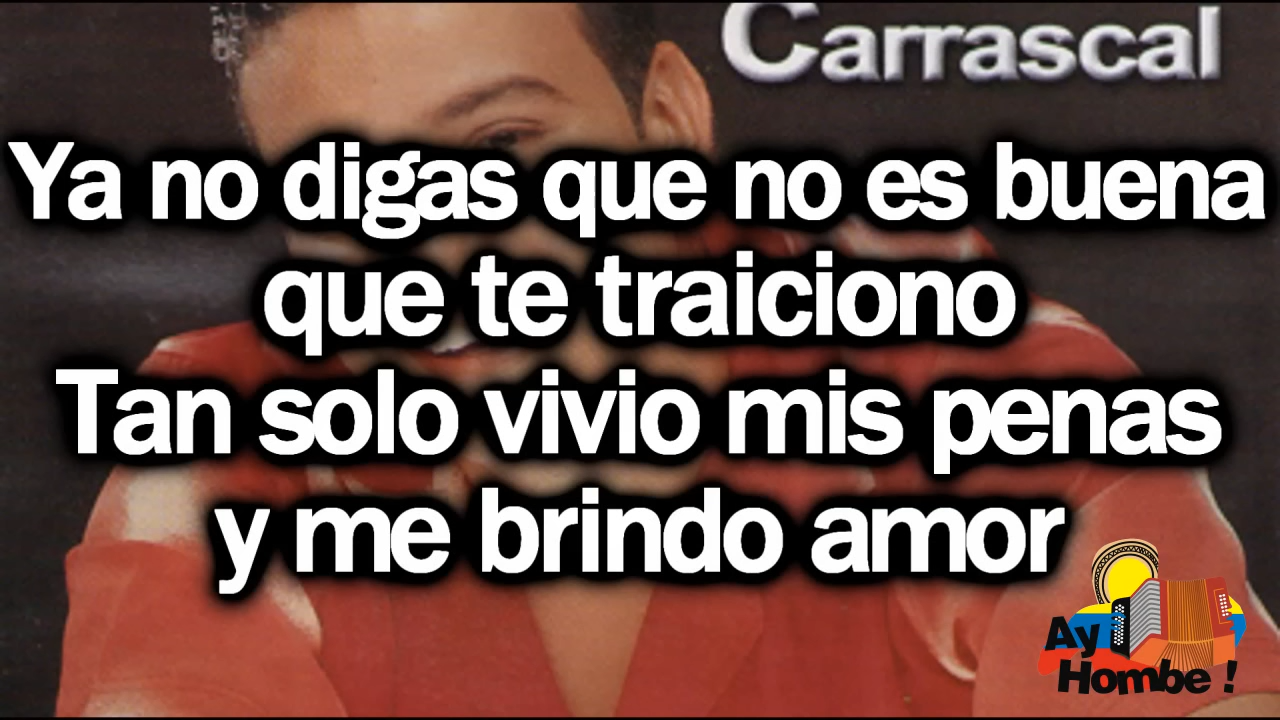 Carrascal
Ya no digas que no es buena
que te traiciono
Tan solo vivio mis penas
y me brindo amor
Ay
Hombe !